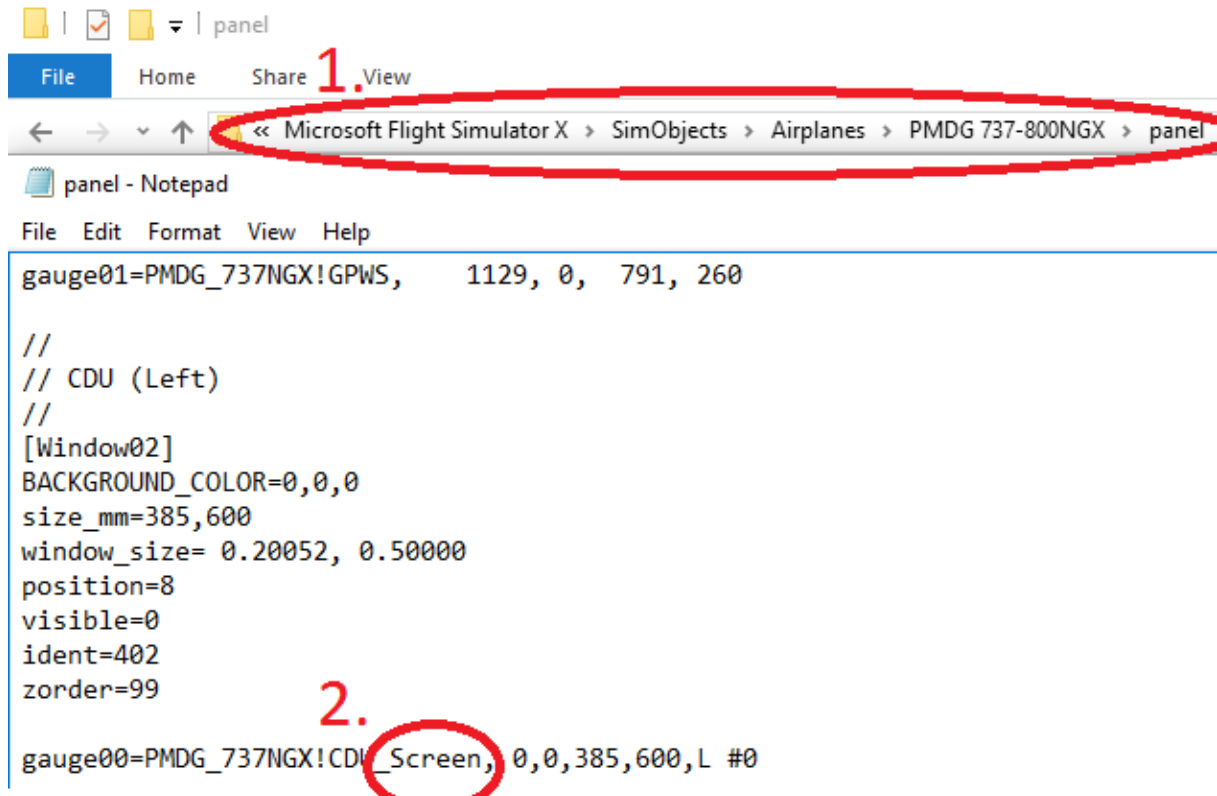 panel
1.
File Home Share View
« Microsoft Flight Simulator X > SimObjects > Airplanes > PMDG 737-800NGX > panel
panel - Notepad
File Edit Format View Help
gauge01=PMDG_737NGX!GPWS, 1129, 0, 791, 260
//
// CDU (Left)
//
[Window02]
BACKGROUND_COLOR=0,0,0
size_mm=385,600
window_size= 0.20052, 0.50000
position=8
visible=0
ident=402
zorder=99
2.
gauge00=PMDG_737NGX!CDU_Screen, 0,0,385,600,L #0